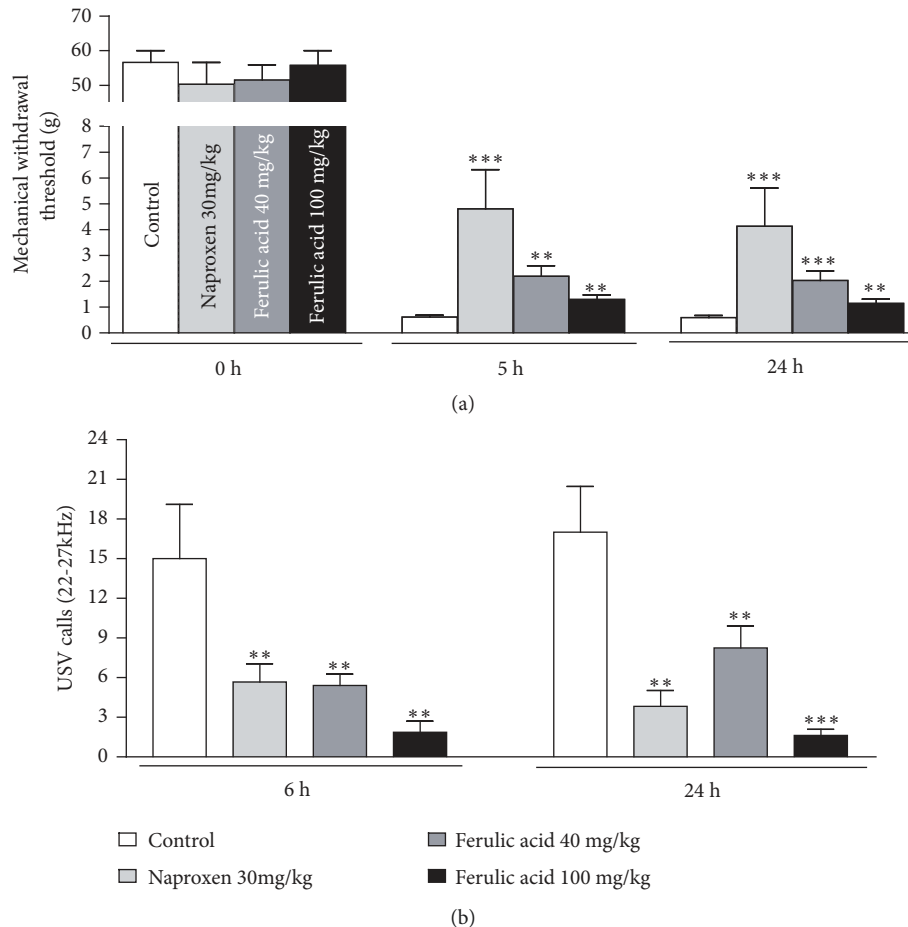 Mechanical withdrawal
threshold (g)
60
50
8
7
6
5
4
3
2
1
0
Control
Naproxen 30mg/kg
Ferulic acid 40 mg/kg
Ferulic acid 100 mg/kg
***
**
**
***
***
**
0 h
5 h
24 h
(a)
USV calls (22-27kHz)
24
21
18
15
12
9
6
3
0
**
**
**
**
**
***
6 h
24 h
Control
Ferulic acid 40 mg/kg
Naproxen 30mg/kg
Ferulic acid 100 mg/kg
(b)